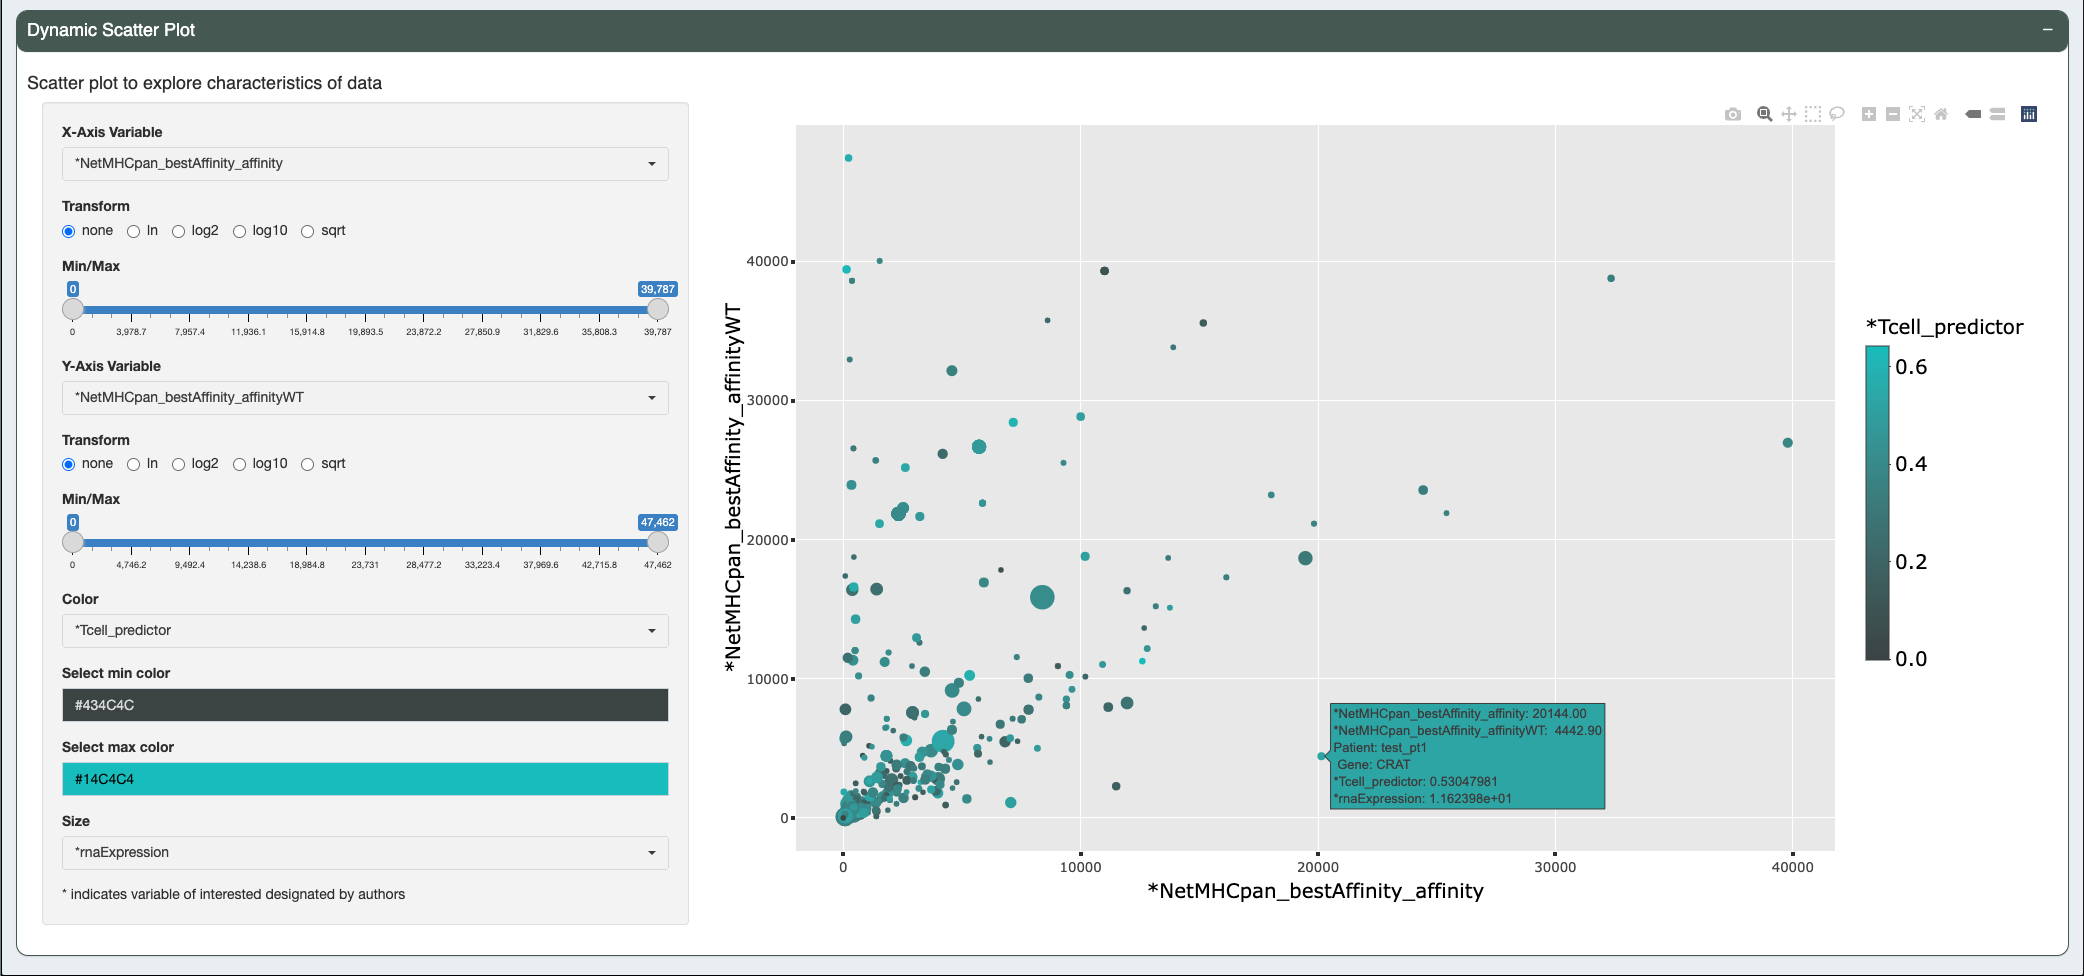 Dynamic Scatter Plot
Scatter plot to explore characteristics of data
X-Axis Variable
*NetMHCpan_bestAffinity_affinity
Transform
none ln log2 log10 sqrt
Min/Max
0 39,787
0 3,978.7 7,957.4 11,936.1 15,914.8 19,893.5 23,872.2 27,850.9 31,829.6 35,808.3 39,787
Y-Axis Variable
*NetMHCpan_bestAffinity_affinityWT
Transform
none ln log2 log10 sqrt
Min/Max
0 47,462
0 4,746.2 9,492.4 14,238.6 18,984.8 23,731 28,477.2 33,223.4 37,969.6 42,715.8 47,462
Color
*Tcell_predictor
Select min color
#434C4C
Select max color
#14C4C4
Size
*rnaExpression
* indicates variable of interested designated by authors
*NetMHCpan_bestAffinity_affinityWT
40000
30000
20000
10000
0
0 10000 20000 30000 40000
*NetMHCpan_bestAffinity_affinity
*NetMHCpan_bestAffinity_affinity: 20144.00
*NetMHCpan_bestAffinity_affinityWT: 4442.90
Patient: test_pt1
Gene: CRAT
*Tcell_predictor: 0.53047981
*rnaExpression: 1.162398e+01
*Tcell_predictor
0.6
0.4
0.2
0.0